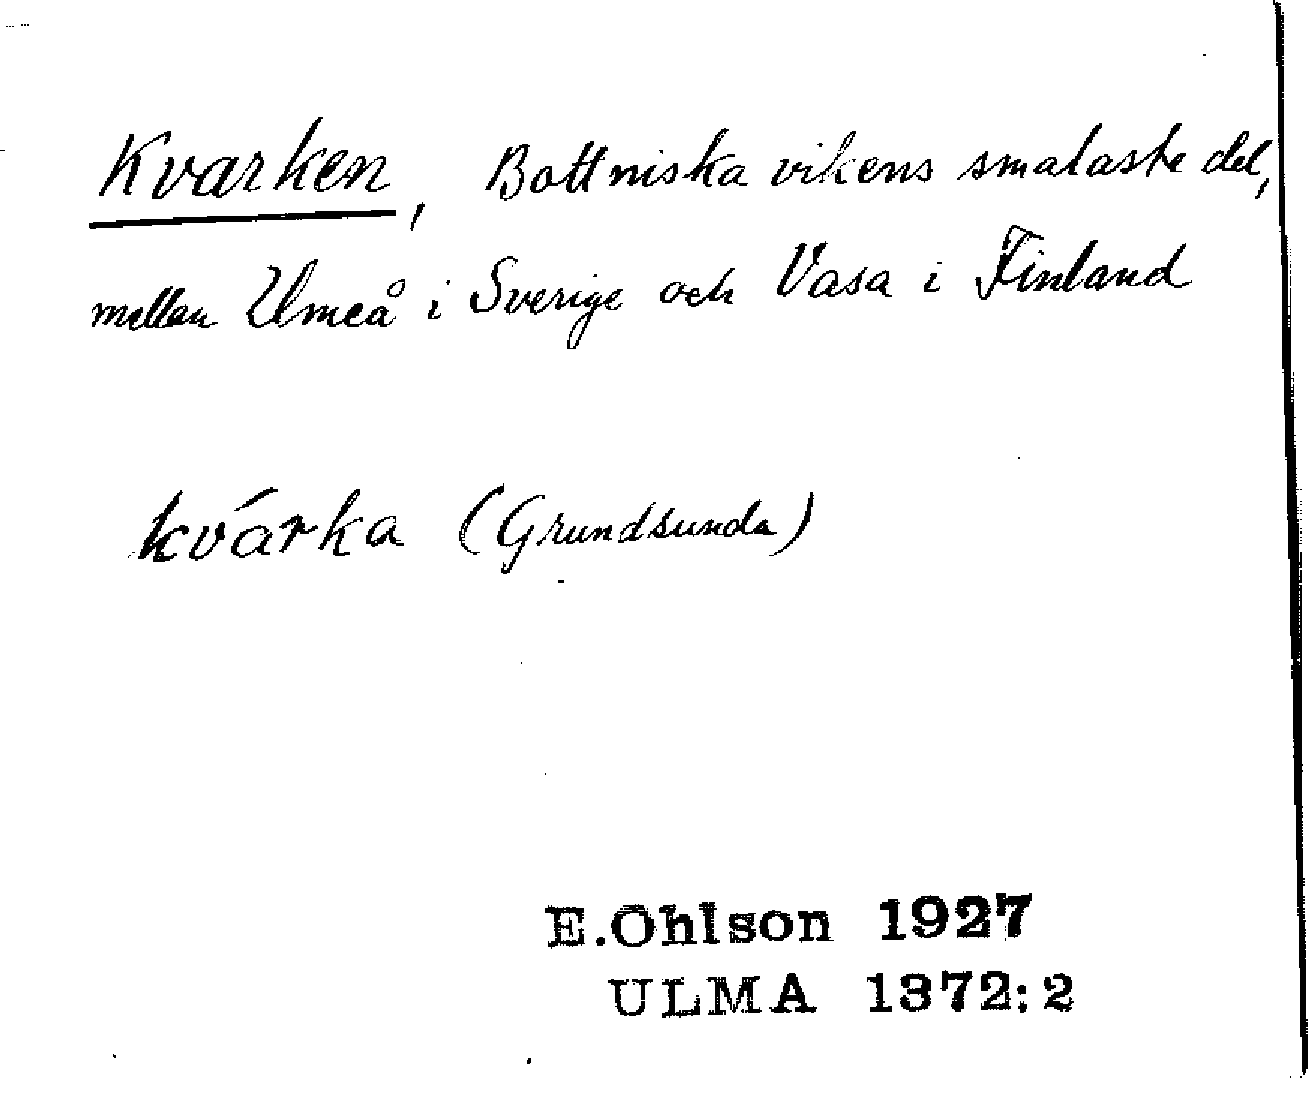 Kvarken, Bottniska vikens smalaste del,
mellan Umeå i Sverige och Vasa i Finland
kvárka (Grundsunda)
E.Ohlson 1927
ULMA 1372:2